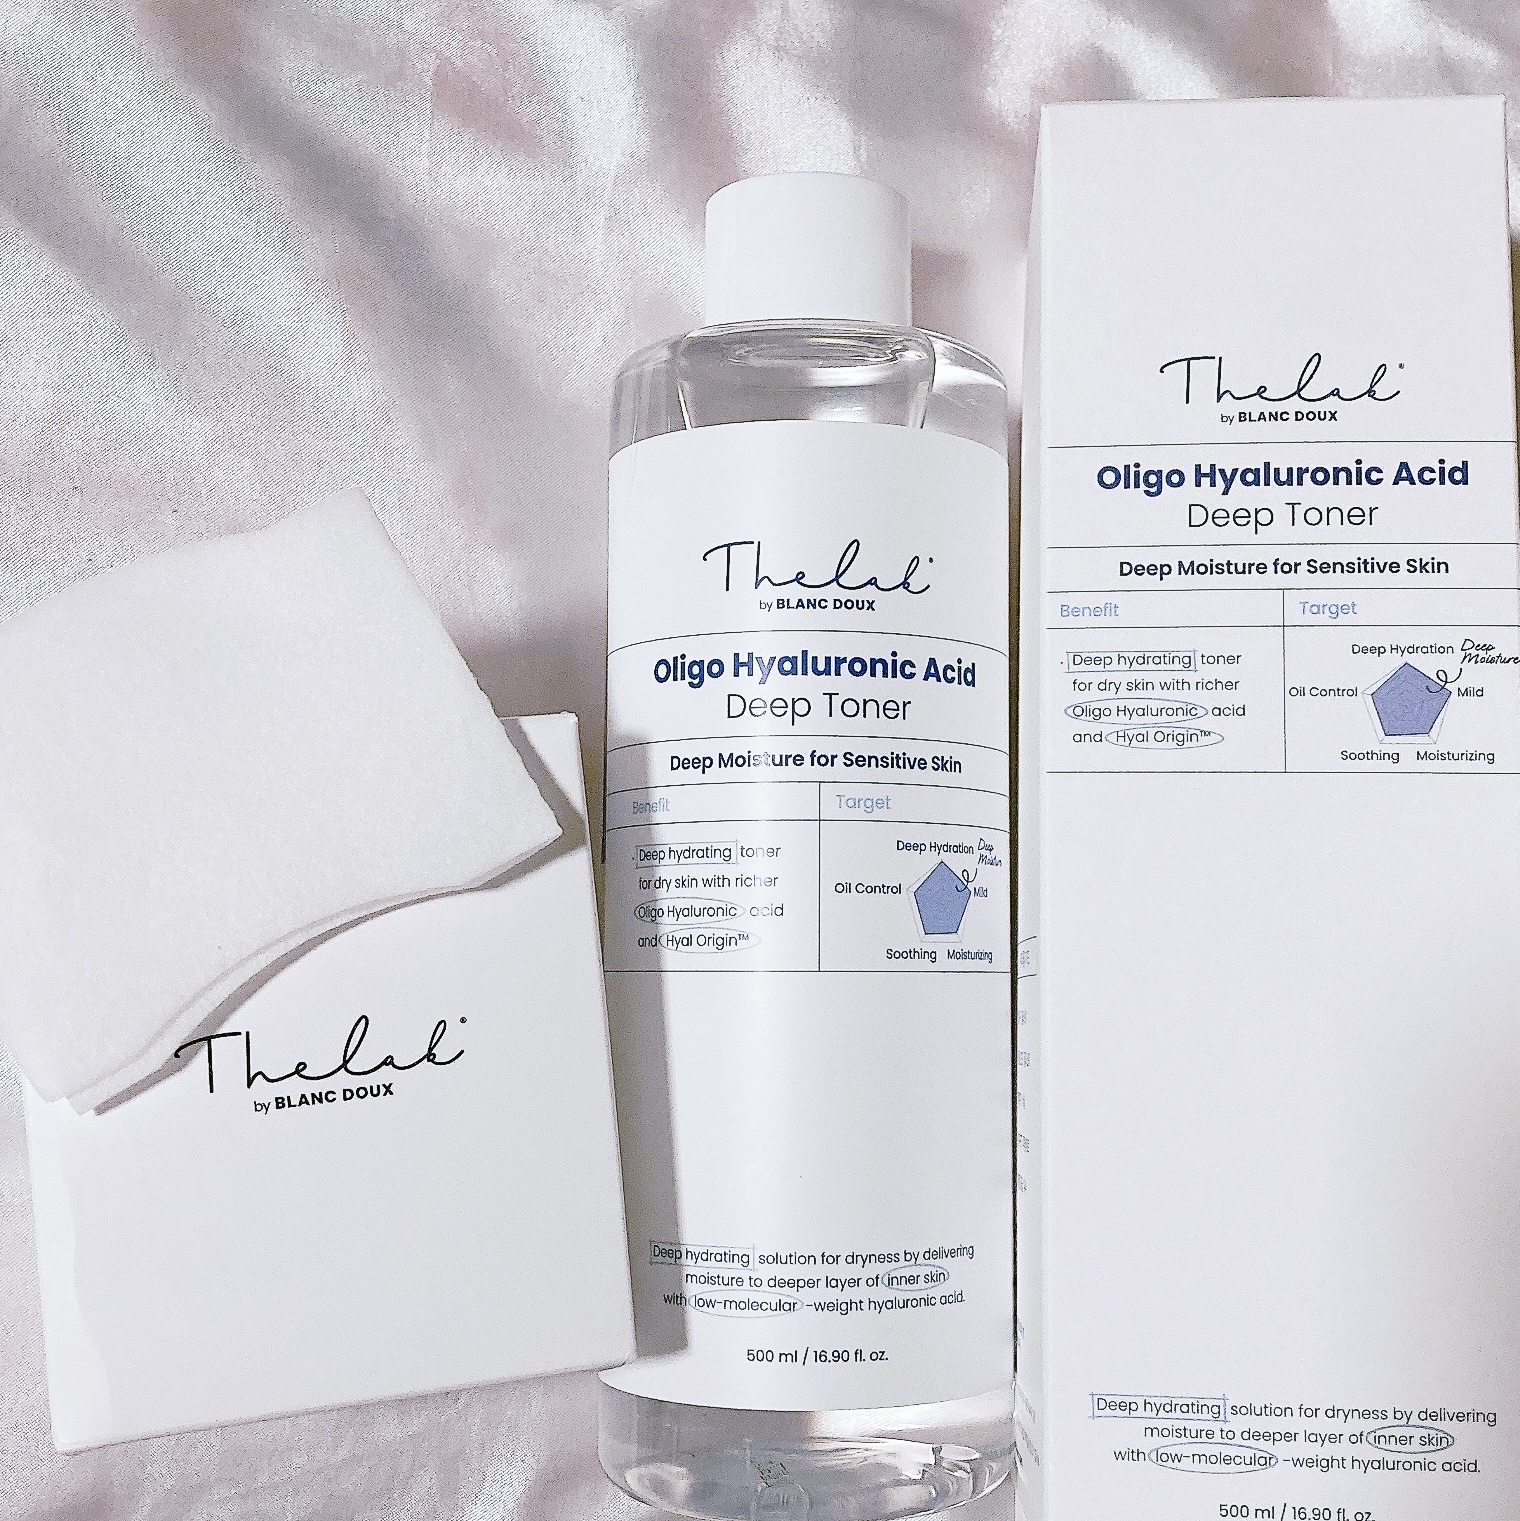 Thelak®
by BLANC DOUX
Thelak®
by BLANC DOUX
Oligo Hyaluronic Acid
Deep Toner
Deep Moisture for Sensitive Skin
Benefit
Target
· Deep hydrating toner
for dry skin with richer
Oligo Hyaluronic acid
and Hyal Origin™
Deep Hydration
Deep
Moisture
Oil Control
Mild
Soothing
Moisturizing
Deep hydrating solution for dryness by delivering
moisture to deeper layer of inner skin
with low-molecular -weight hyaluronic acid.
500 ml / 16.90 fl. oz.
Thelak®
by BLANC DOUX
Oligo Hyaluronic Acid
Deep Toner
Deep Moisture for Sensitive Skin
Benefit
Target
· Deep hydrating toner
for dry skin with richer
Oligo Hyaluronic acid
and Hyal Origin™
Deep Hydration
Deep
Moisture
Oil Control
Mild
Soothing
Moisturizing
Deep hydrating solution for dryness by delivering
moisture to deeper layer of inner skin
with low-molecular -weight hyaluronic acid.
500 ml / 16.90 fl. oz.